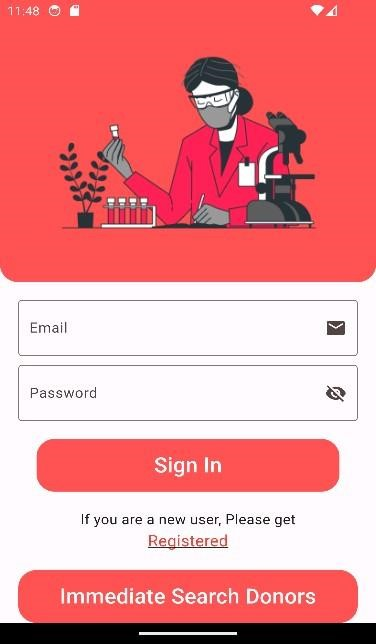 11:48
Email
Password
Sign In
If you are a new user, Please get
Registered
Immediate Search Donors